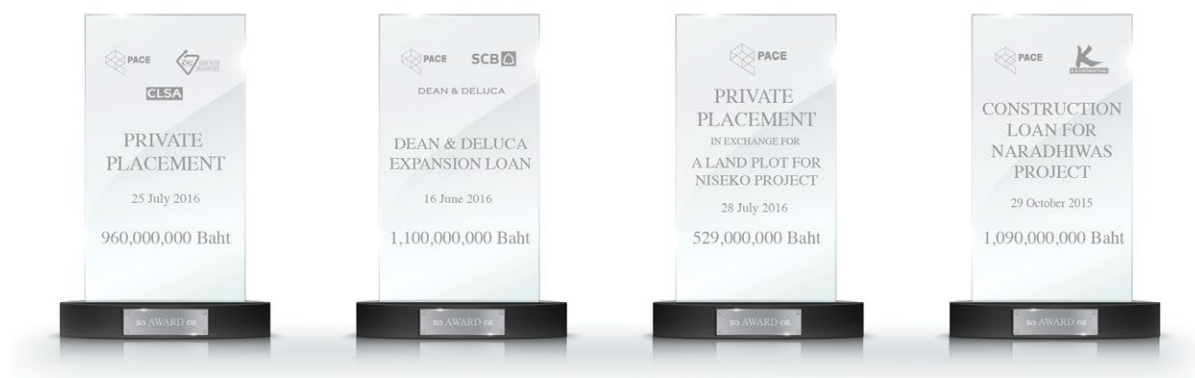 PACE
CLSA
PRIVATE
PLACEMENT
25 July 2016
960,000,000 Baht
AWARD
PACE SCB
DEAN & DELUCA
DEAN & DELUCA
EXPANSION LOAN
16 June 2016
1,100,000,000 Baht
AWARD
PACE
PRIVATE
PLACEMENT
IN EXCHANGE FOR
A LAND PLOT FOR
NISEKO PROJECT
28 July 2016
529,000,000 Baht
AWARD
PACE K
CONSTRUCTION
LOAN FOR
NARADHIWAS
PROJECT
29 October 2015
1,090,000,000 Baht
AWARD